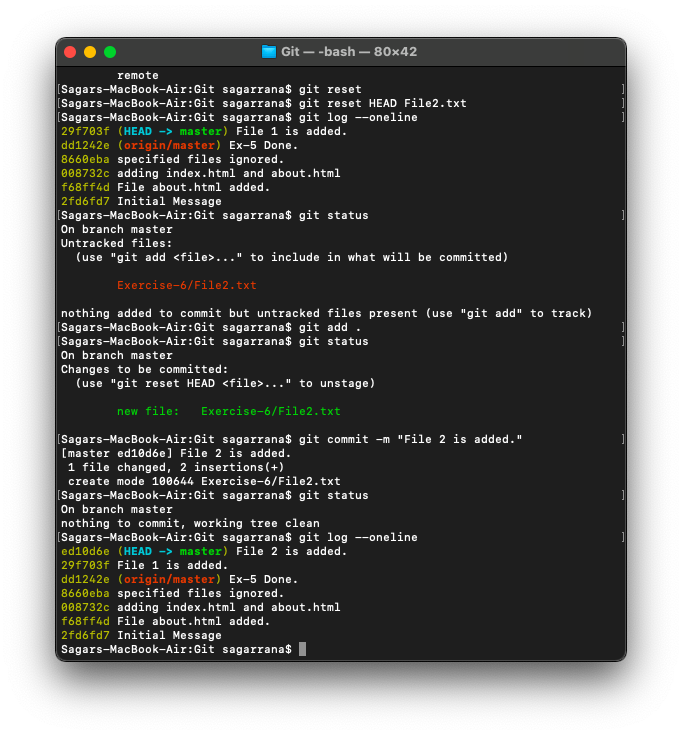 Git — -bash — 80×42
remote
[Sagars-MacBook-Air:Git sagarrana$ git reset ]
[Sagars-MacBook-Air:Git sagarrana$ git reset HEAD File2.txt ]
[Sagars-MacBook-Air:Git sagarrana$ git log --oneline ]
29f703f (HEAD -> master) File 1 is added.
dd1242e (origin/master) Ex-5 Done.
8660eba specified files ignored.
008732c adding index.html and about.html
f68ff4d File about.html added.
2fd6fd7 Initial Message
[Sagars-MacBook-Air:Git sagarrana$ git status ]
On branch master
Untracked files:
  (use "git add <file>..." to include in what will be committed)
        Exercise-6/File2.txt
nothing added to commit but untracked files present (use "git add" to track)
[Sagars-MacBook-Air:Git sagarrana$ git add . ]
[Sagars-MacBook-Air:Git sagarrana$ git status ]
On branch master
Changes to be committed:
  (use "git reset HEAD <file>..." to unstage)
        new file:   Exercise-6/File2.txt
[Sagars-MacBook-Air:Git sagarrana$ git commit -m "File 2 is added." ]
[master ed10d6e] File 2 is added.
 1 file changed, 2 insertions(+)
 create mode 100644 Exercise-6/File2.txt
[Sagars-MacBook-Air:Git sagarrana$ git status ]
On branch master
nothing to commit, working tree clean
[Sagars-MacBook-Air:Git sagarrana$ git log --oneline ]
ed10d6e (HEAD -> master) File 2 is added.
29f703f File 1 is added.
dd1242e (origin/master) Ex-5 Done.
8660eba specified files ignored.
008732c adding index.html and about.html
f68ff4d File about.html added.
2fd6fd7 Initial Message
Sagars-MacBook-Air:Git sagarrana$